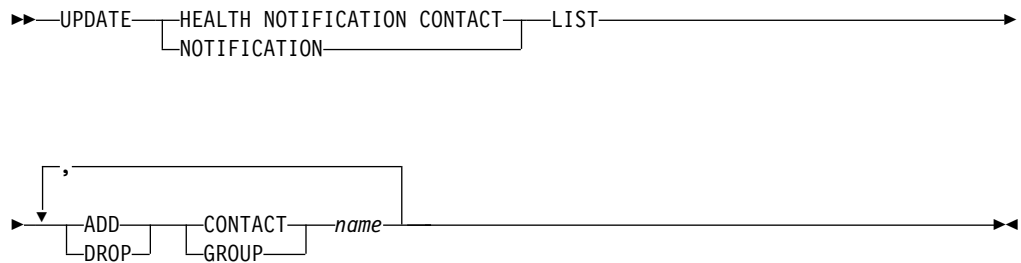 UPDATE HEALTH NOTIFICATION CONTACT LIST
NOTIFICATION
,
ADD CONTACT name
DROP GROUP